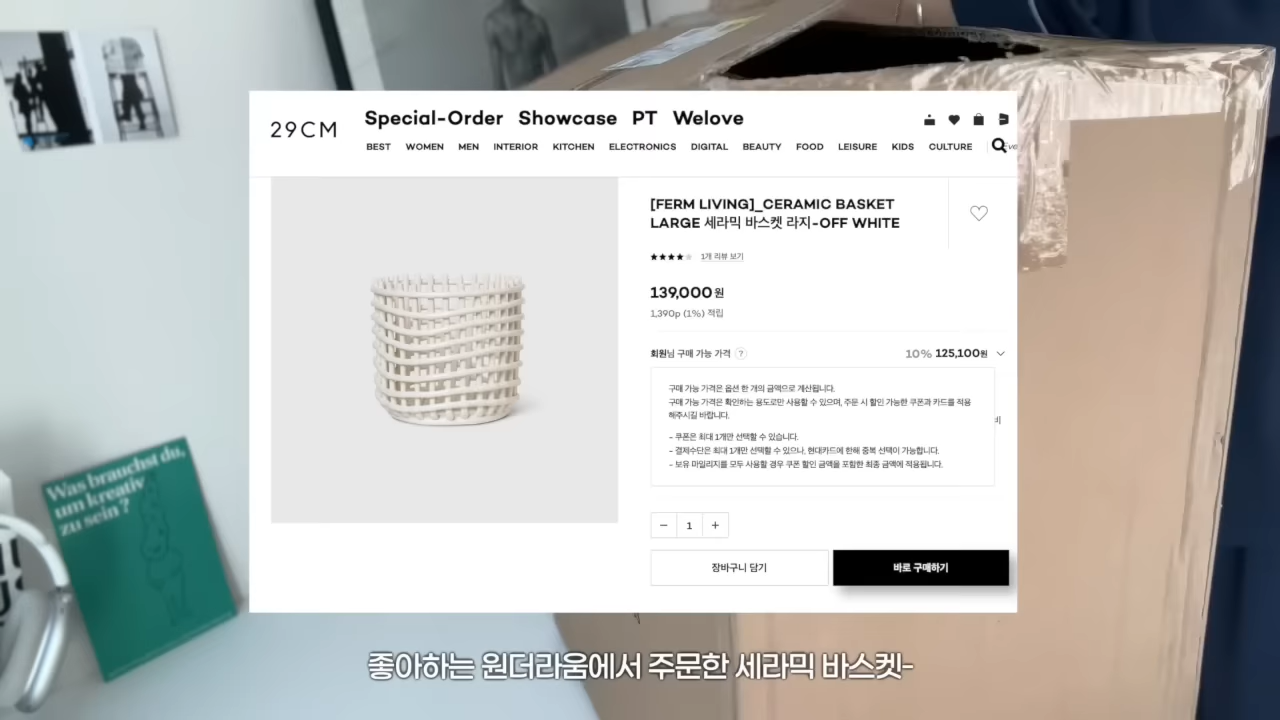 29CM
Special-Order Showcase PT Welove
BEST WOMEN MEN INTERIOR KITCHEN ELECTRONICS DIGITAL BEAUTY FOOD LEISURE KIDS CULTURE
[FERM LIVING]_CERAMIC BASKET
LARGE 세라믹 바스켓 라지-OFF WHITE
1개 리뷰 보기
139,000원
1,390p (1%) 적립
회원님 구매 가능 가격 ? 10% 125,100원
구매 가능 가격은 옵션 한 개의 금액으로 계산됩니다.
구매 가능 가격은 확인하는 용도로만 사용할 수 있으며, 주문 시 할인 가능한 쿠폰과 카드를 적용
해주시길 바랍니다.
비
- 쿠폰은 최대 1개만 선택할 수 있습니다.
- 결제수단은 최대 1개만 선택할 수 있으나, 현대카드에 한해 중복 선택이 가능합니다.
- 보유 마일리지를 모두 사용할 경우 쿠폰 할인 금액을 포함한 최종 금액에 적용됩니다.
− 1 +
장바구니 담기 바로 구매하기
Was brauchst du,
um kreativ
zu sein?
좋아하는 원더라움에서 주문한 세라믹 바스켓-